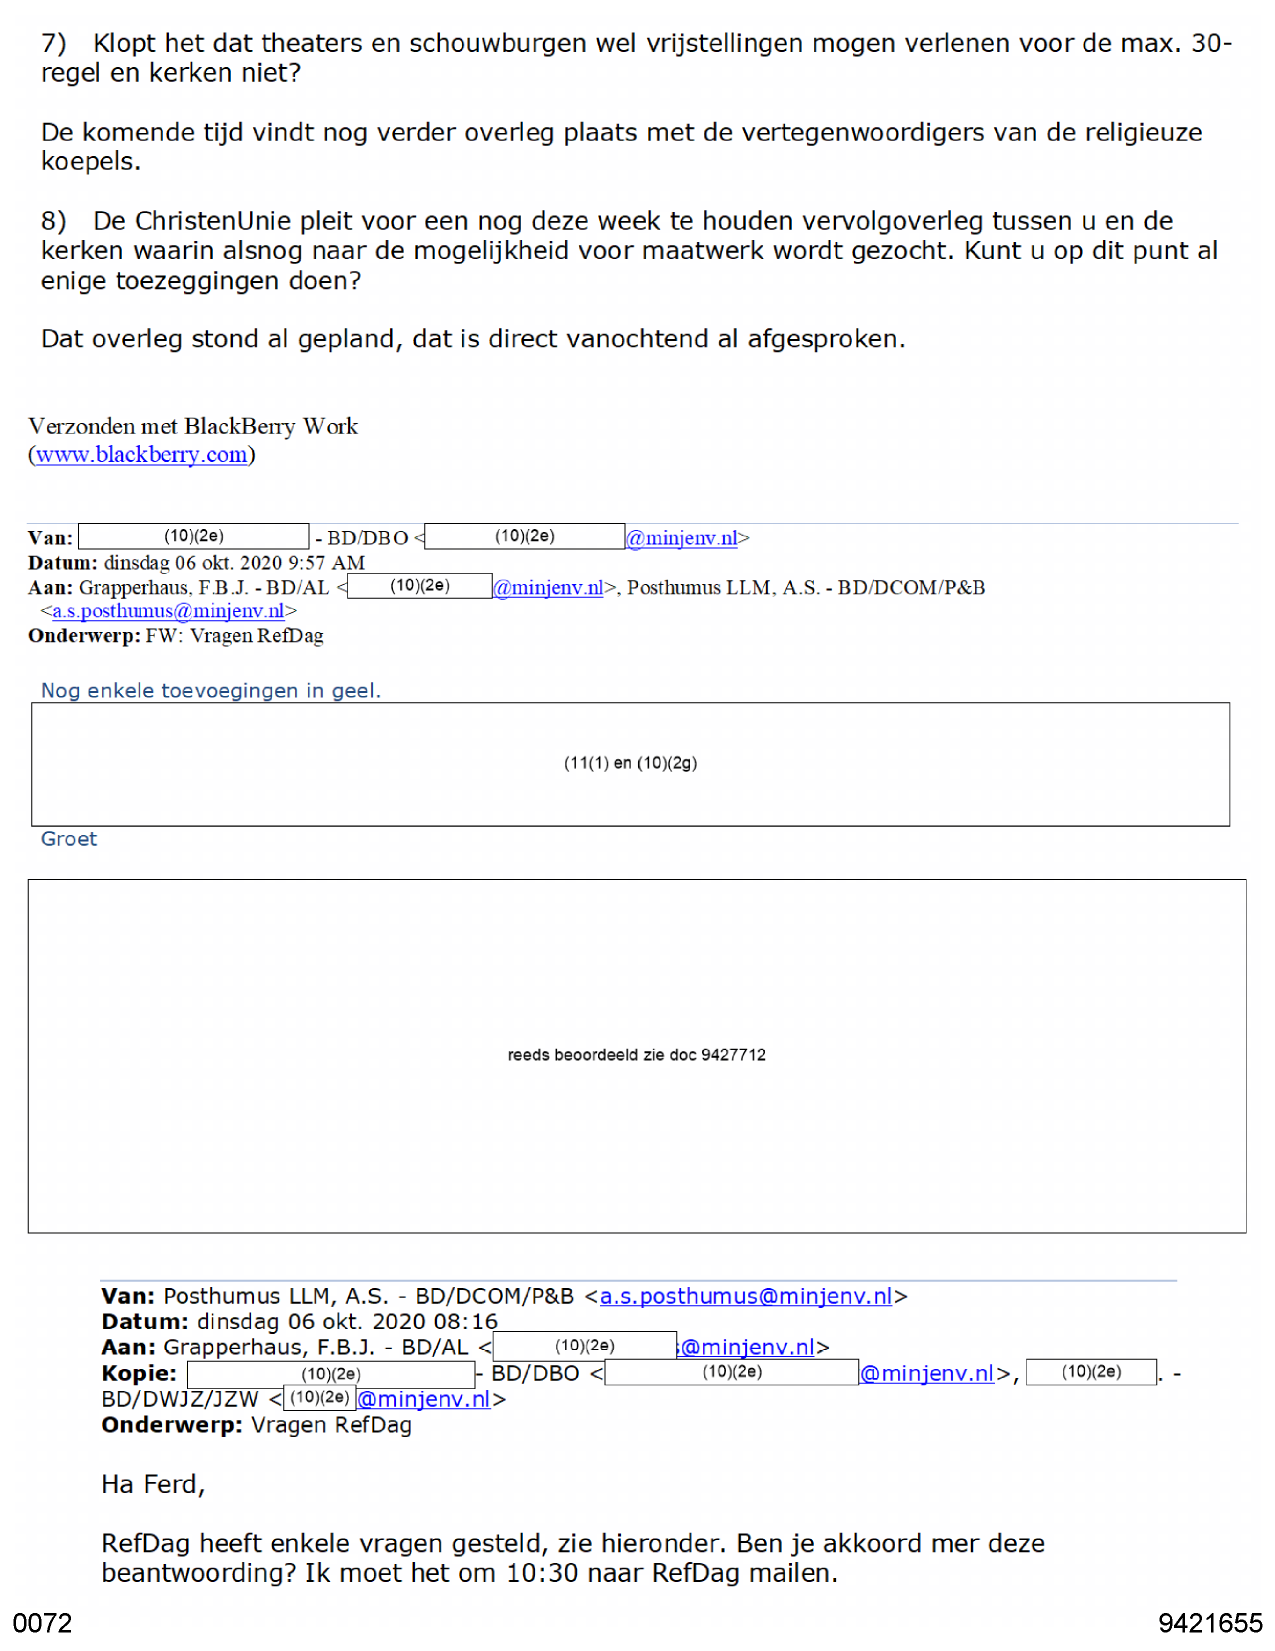 7) Klopt het dat theaters en schouwburgen wel vrijstellingen mogen verlenen voor de max. 30-
regel en kerken niet?
De komende tijd vindt nog verder overleg plaats met de vertegenwoordigers van de religieuze
koepels.
8) De ChristenUnie pleit voor een nog deze week te houden vervolgoverleg tussen u en de
kerken waarin alsnog naar de mogelijkheid voor maatwerk wordt gezocht. Kunt u op dit punt al
enige toezeggingen doen?
Dat overleg stond al gepland, dat is direct vanochtend al afgesproken.
Verzonden met BlackBerry Work
(www.blackberry.com)
Van: (10)(2e) - BD/DBO < (10)(2e) @minjenv.nl>
Datum: dinsdag 06 okt. 2020 9:57 AM
Aan: Grapperhaus, F.B.J. - BD/AL < (10)(2e) @minjenv.nl>, Posthumus LLM, A.S. - BD/DCOM/P&B
<a.s.posthumus@minjenv.nl>
Onderwerp: FW: Vragen RefDag
Nog enkele toevoegingen in geel.
(11(1) en (10)(2g)
Groet
reeds beoordeeld zie doc 9427712
Van: Posthumus LLM, A.S. - BD/DCOM/P&B <a.s.posthumus@minjenv.nl>
Datum: dinsdag 06 okt. 2020 08:16
Aan: Grapperhaus, F.B.J. - BD/AL < (10)(2e) @minjenv.nl>
Kopie: (10)(2e) - BD/DBO < (10)(2e) @minjenv.nl>, (10)(2e) . -
BD/DWJZ/JZW < (10)(2e) @minjenv.nl>
Onderwerp: Vragen RefDag
Ha Ferd,
RefDag heeft enkele vragen gesteld, zie hieronder. Ben je akkoord mer deze
beantwoording? Ik moet het om 10:30 naar RefDag mailen.
0072 9421655